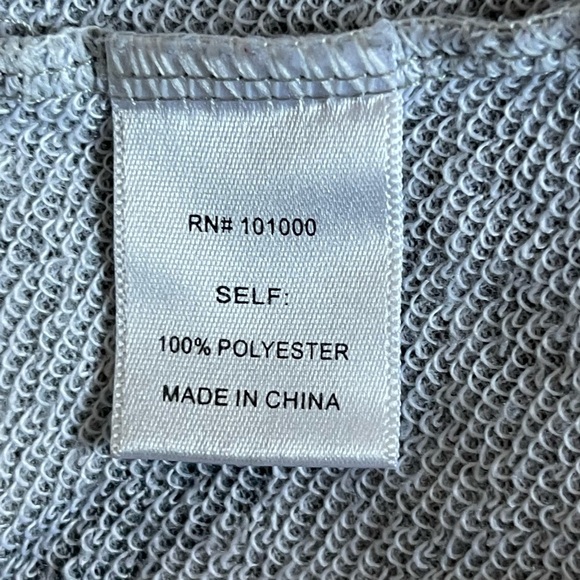 RN# 101000
SELF:
100% POLYESTER
MADE IN CHINA